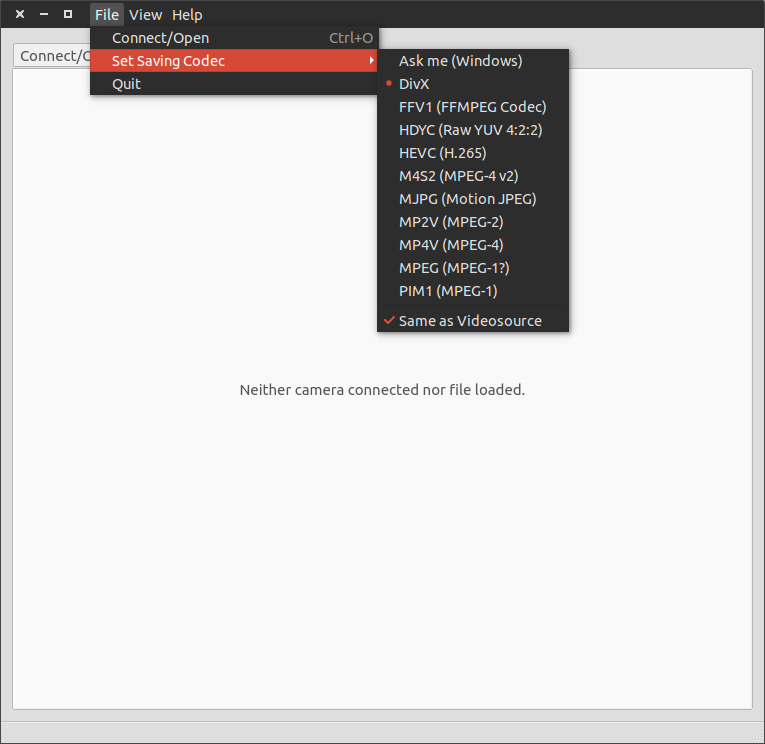 File View Help
Connect/Open Ctrl+O
Set Saving Codec
Quit
Connect/
Ask me (Windows)
DivX
FFV1 (FFMPEG Codec)
HDYC (Raw YUV 4:2:2)
HEVC (H.265)
M4S2 (MPEG-4 v2)
MJPG (Motion JPEG)
MP2V (MPEG-2)
MP4V (MPEG-4)
MPEG (MPEG-1?)
PIM1 (MPEG-1)
Same as Videosource
Neither camera connected nor file loaded.